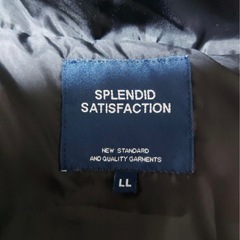 SPLENDID
SATISFACTION
NEW STANDARD
AND QUALITY GARMENTS
LL